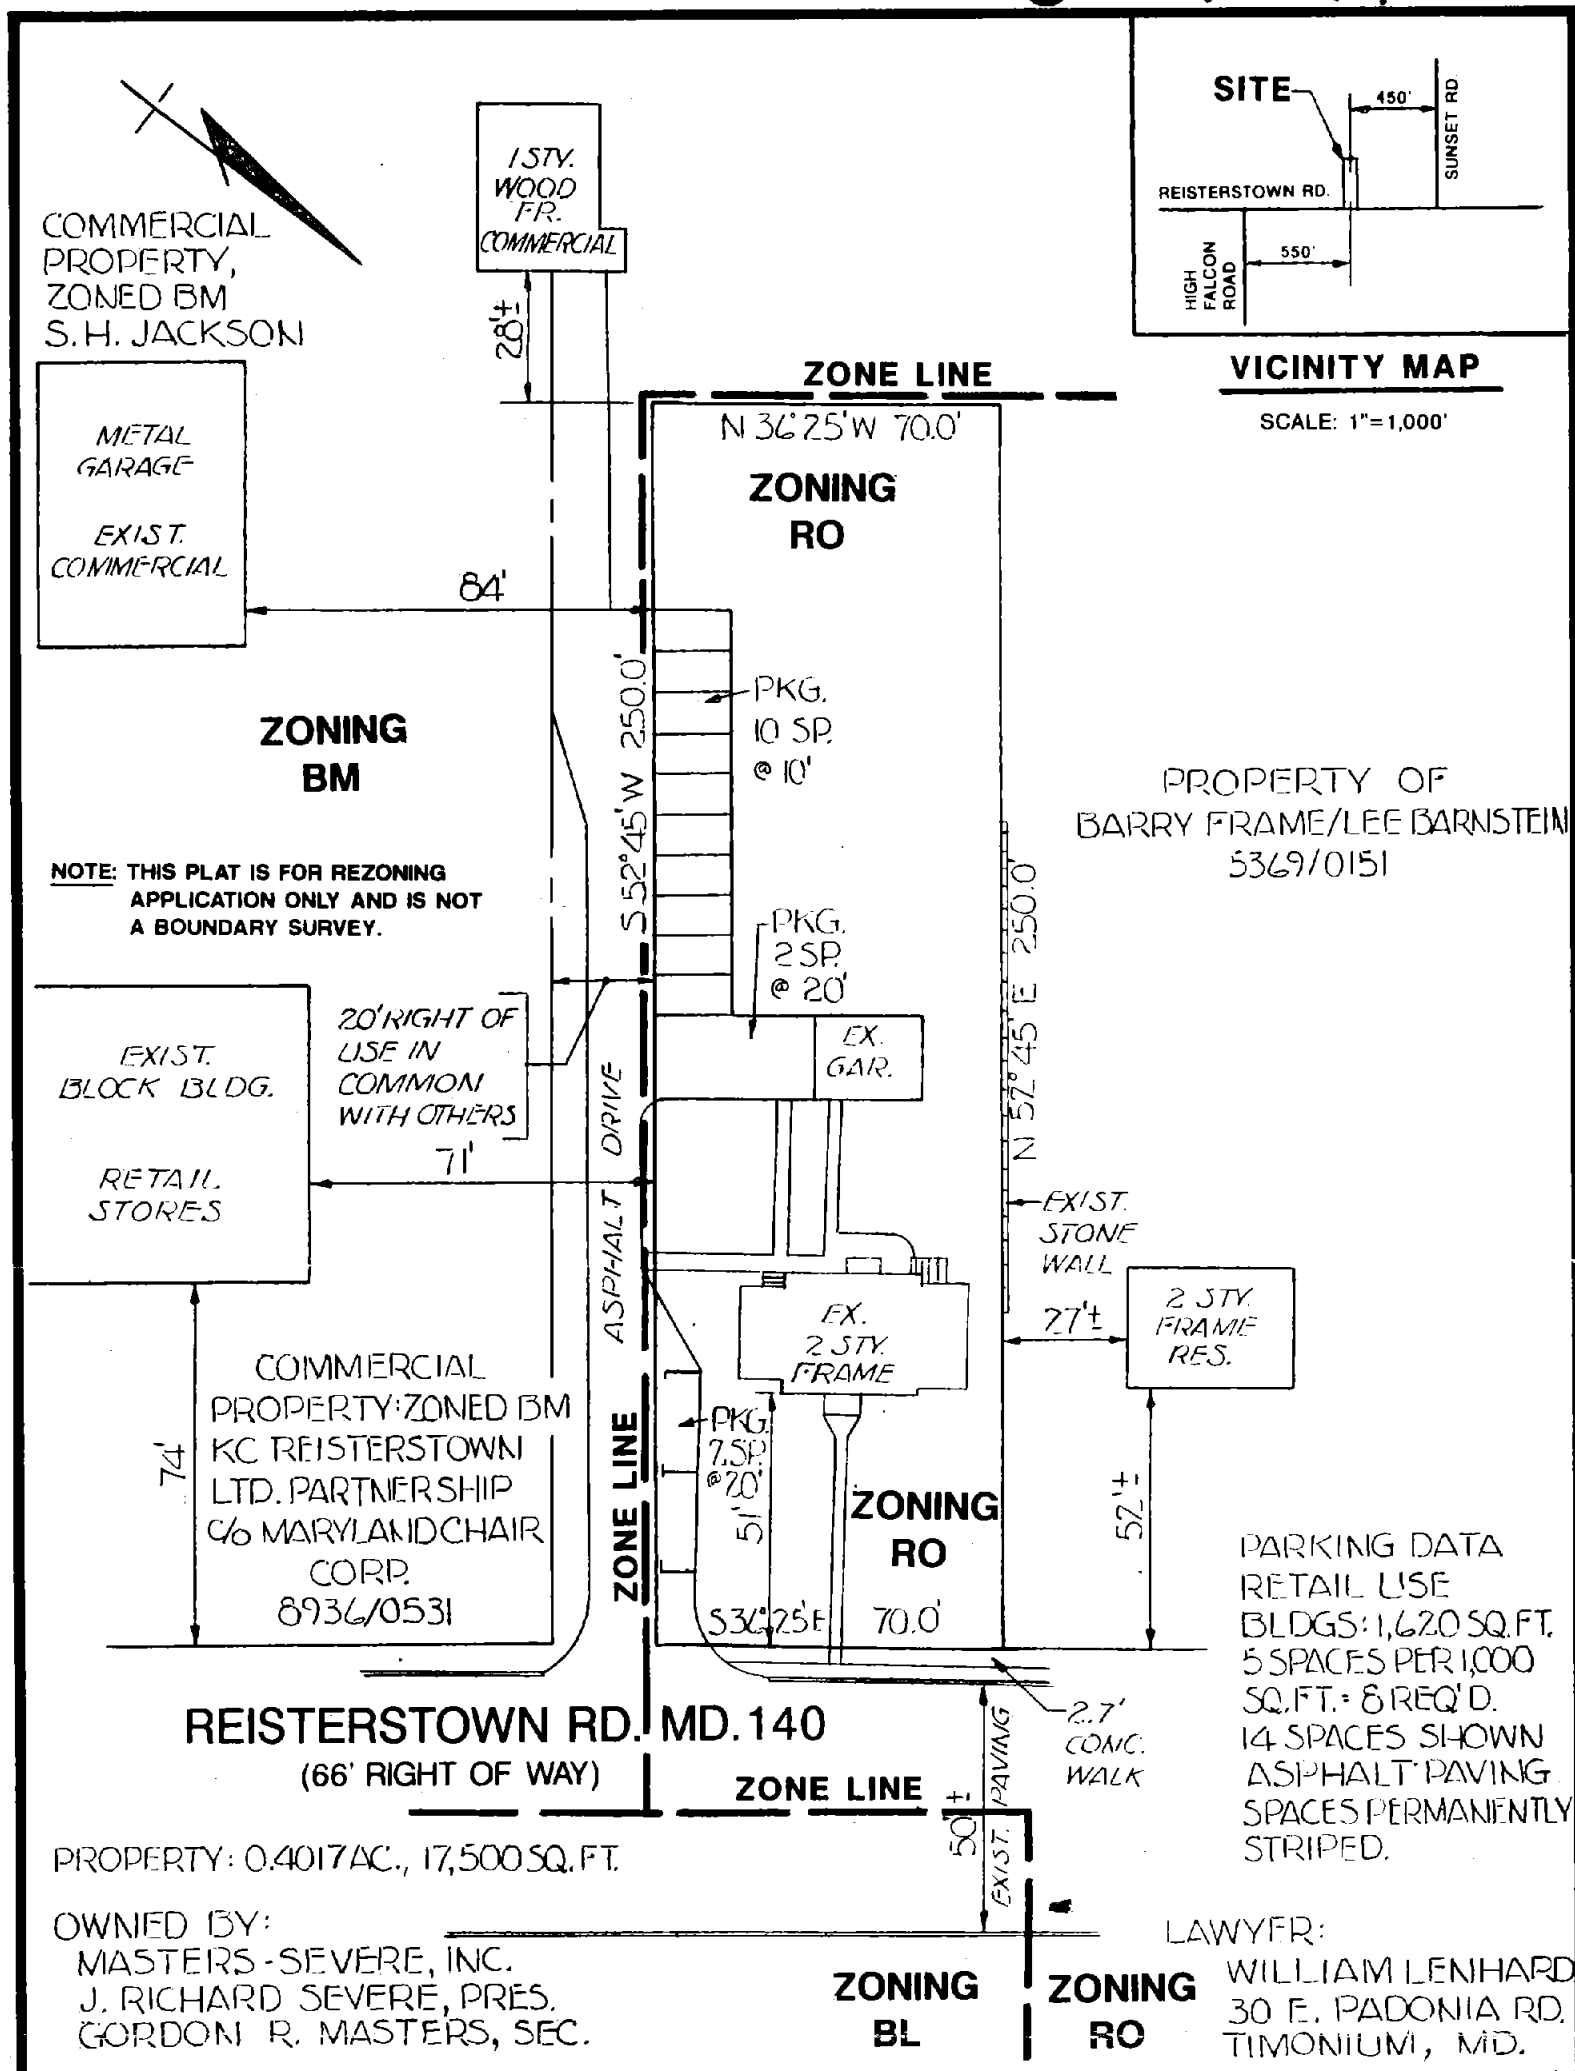 SITE
450'
SUNSET RD.
REISTERSTOWN RD.
550'
HIGH
FALCON
ROAD
VICINITY MAP
SCALE: 1"=1,000'
1 STY.
WOOD
FR.
COMMERCIAL
COMMERCIAL
PROPERTY,
ZONED BM
S.H. JACKSON
28'±
ZONE LINE
N 36°25'W 70.0'
ZONING
RO
METAL
GARAGE
EXIST.
COMMERCIAL
84'
S 52°45'W 250.0'
PKG.
10 SP.
@ 10'
ZONING
BM
PROPERTY OF
BARRY FRAME/LEE BARNSTEIN
5369/0151
NOTE: THIS PLAT IS FOR REZONING
APPLICATION ONLY AND IS NOT
A BOUNDARY SURVEY.
PKG.
2 SP.
@ 20'
N 52°45'E 250.0'
EXIST.
BLOCK BLDG.
RETAIL
STORES
20' RIGHT OF
USE IN
COMMON
WITH OTHERS
EX.
GAR.
71'
ASPHALT DRIVE
EXIST.
STONE
WALL
EX.
2 STY.
FRAME
27'±
2 STY.
FRAME
RES.
74'
COMMERCIAL
PROPERTY: ZONED BM
KC REISTERSTOWN
LTD. PARTNERSHIP
C/O MARYLAND CHAIR
CORP.
8936/0531
ZONE LINE
PKG.
2 SP.
@ 20'
51'
ZONING
RO
52'±
S36°25'E 70.0'
PARKING DATA
RETAIL USE
BLDGS: 1,620 SQ. FT.
5 SPACES PER 1,000
SQ. FT.: 8 REQ'D.
14 SPACES SHOWN
ASPHALT PAVING
SPACES PERMANENTLY
STRIPED.
REISTERSTOWN RD. MD. 140
(66' RIGHT OF WAY)
2.7'
CONC.
WALK
ZONE LINE
50'±
EXIST. PAVING
PROPERTY: 0.4017 AC., 17,500 SQ. FT.
OWNED BY:
MASTERS-SEVERE, INC.
J. RICHARD SEVERE, PRES.
GORDON R. MASTERS, SEC.
ZONING
BL
ZONING
RO
LAWYER:
WILLIAM LENHARD
30 E. PADONIA RD.
TIMONIUM, MD.